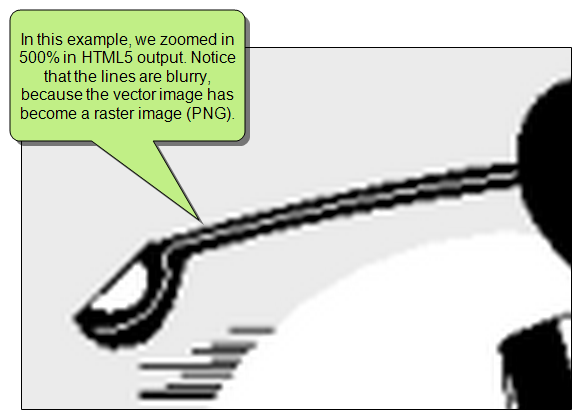 In this example, we zoomed in
500% in HTML5 output. Notice
that the lines are blurry,
because the vector image has
become a raster image (PNG).